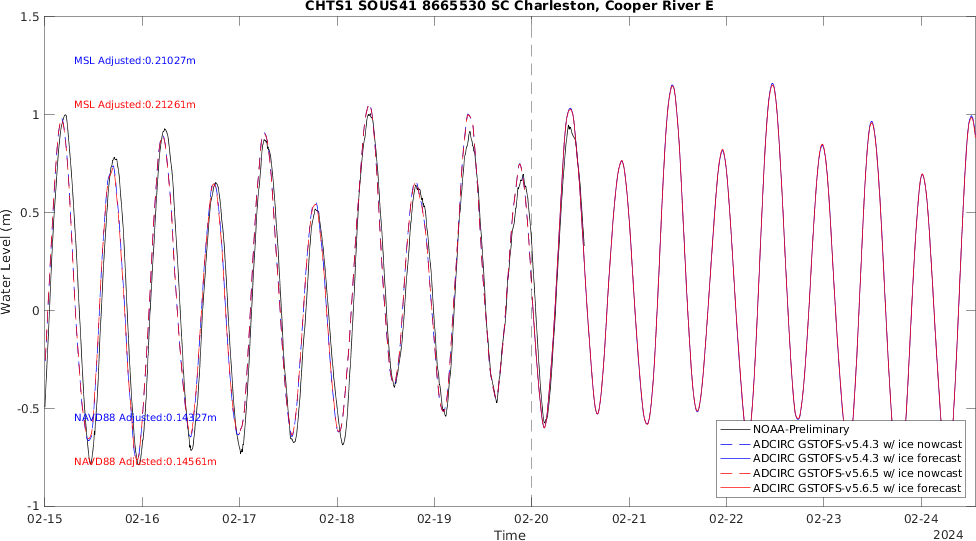 CHTS1 SOUS41 8665530 SC Charleston, Cooper River E
1.5
MSL Adjusted:0.21027m
MSL Adjusted:0.21261m
1
0.5
Water Level (m)
0
-0.5
NAVD88 Adjusted:0.14327m
NAVD88 Adjusted:0.14561m
NOAA-Preliminary
ADCIRC GSTOFS-v5.4.3 w/ ice nowcast
ADCIRC GSTOFS-v5.4.3 w/ ice forecast
ADCIRC GSTOFS-v5.6.5 w/ ice nowcast
ADCIRC GSTOFS-v5.6.5 w/ ice forecast
-1
02-15 02-16 02-17 02-18 02-19 02-20 02-21 02-22 02-23 02-24
Time
2024